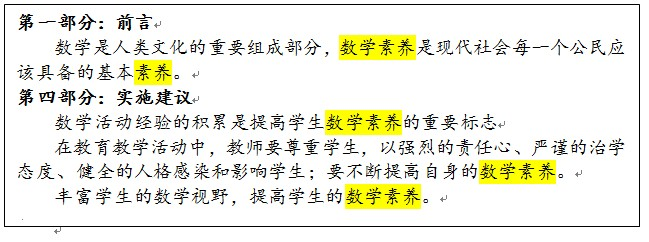 第一部分：前言
数学是人类文化的重要组成部分，数学素养是现代社会每一个公民应
该具备的基本素养。
第四部分：实施建议
数学活动经验的积累是提高学生数学素养的重要标志
在教育教学活动中，教师要尊重学生，以强烈的责任心、严谨的治学
态度、健全的人格感染和影响学生；要不断提高自身的数学素养。
丰富学生的数学视野，提高学生的数学素养。